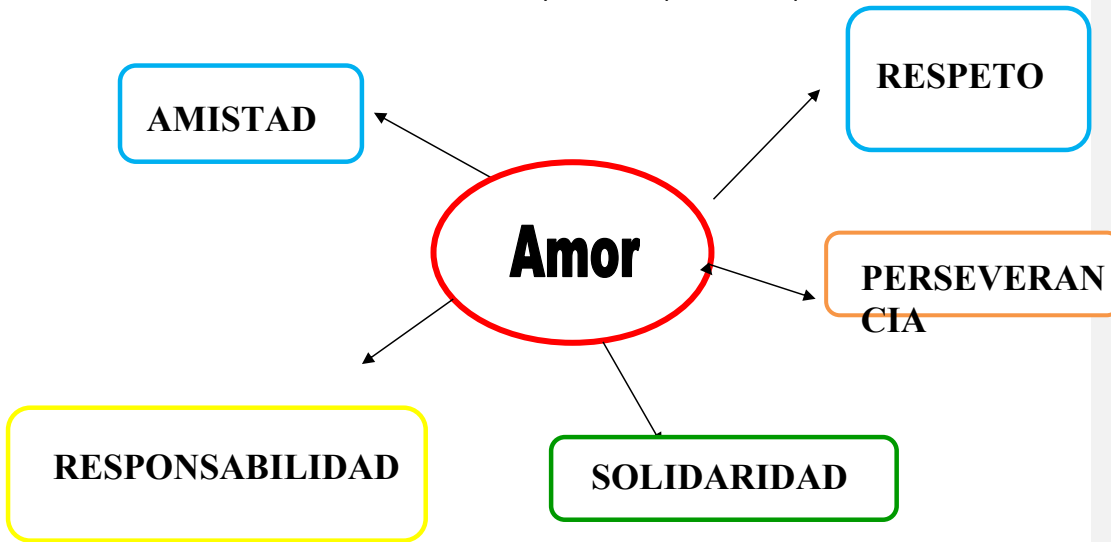 RESPETO
AMISTAD
Amor
PERSEVERAN
CIA
RESPONSABILIDAD
SOLIDARIDAD